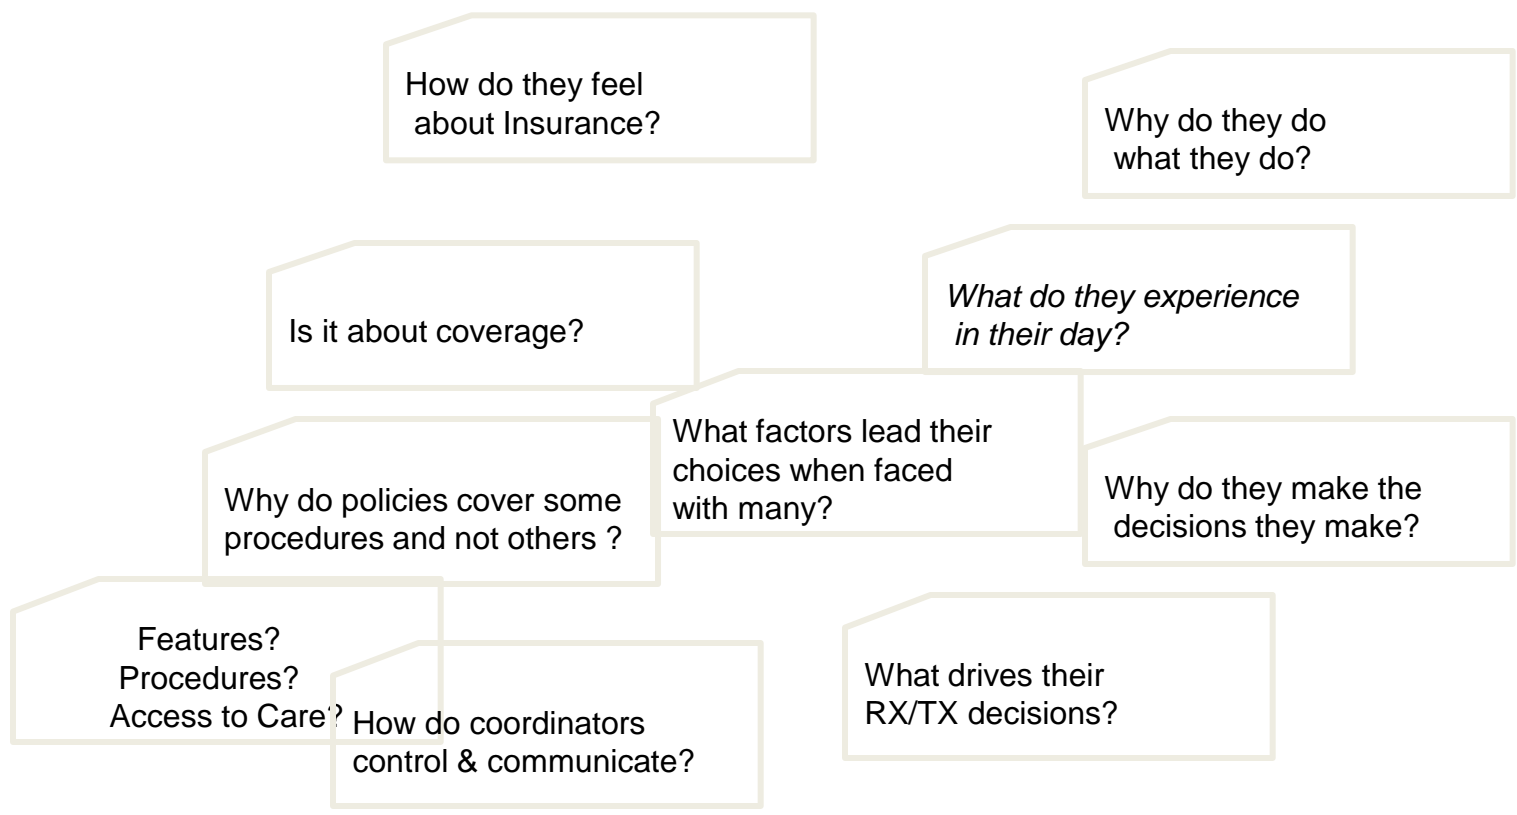 How do they feel
about Insurance?
Why do they do
what they do?
What do they experience
in their day?
Is it about coverage?
What factors lead their
choices when faced
with many?
Why do policies cover some
procedures and not others ?
Why do they make the
decisions they make?
Features?
Procedures?
Access to Care?
How do coordinators
control & communicate?
What drives their
RX/TX decisions?